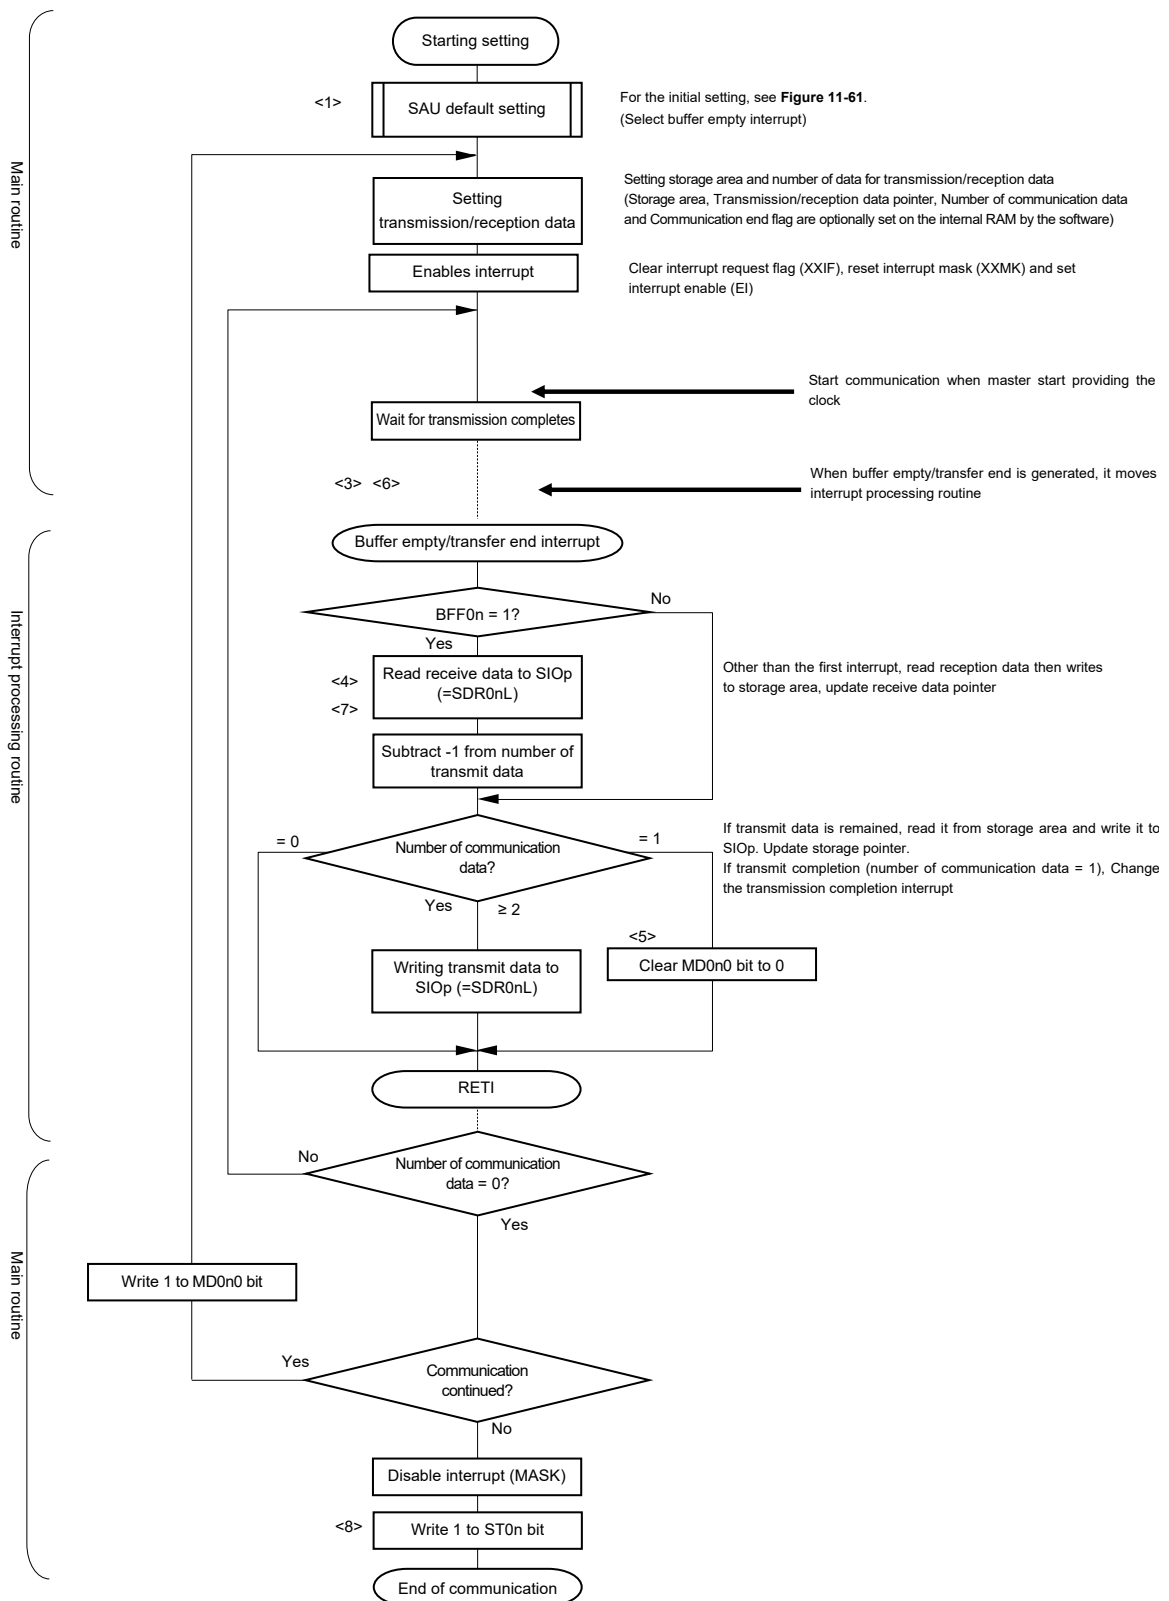 Starting setting
<1>
SAU default setting
For the initial setting, see Figure 11-61.
(Select buffer empty interrupt)
Main routine
Setting
transmission/reception data
Setting storage area and number of data for transmission/reception data
(Storage area, Transmission/reception data pointer, Number of communication data
and Communication end flag are optionally set on the internal RAM by the software)
Enables interrupt
Clear interrupt request flag (XXIF), reset interrupt mask (XXMK) and set
interrupt enable (EI)
Start communication when master start providing the
clock
Wait for transmission completes
<3> <6>
When buffer empty/transfer end is generated, it moves
interrupt processing routine
Buffer empty/transfer end interrupt
Interrupt processing routine
BFF0n = 1?
No
Yes
<4>
<7>
Read receive data to SIOp
(=SDR0nL)
Other than the first interrupt, read reception data then writes
to storage area, update receive data pointer
Subtract -1 from number of
transmit data
= 0
Number of communication
data?
= 1
If transmit data is remained, read it from storage area and write it to
SIOp. Update storage pointer.
If transmit completion (number of communication data = 1), Change
the transmission completion interrupt
Yes
≥ 2
<5>
Writing transmit data to
SIOp (=SDR0nL)
Clear MD0n0 bit to 0
RETI
No
Number of communication
data = 0?
Yes
Main routine
Write 1 to MD0n0 bit
Yes
Communication
continued?
No
Disable interrupt (MASK)
<8>
Write 1 to ST0n bit
End of communication